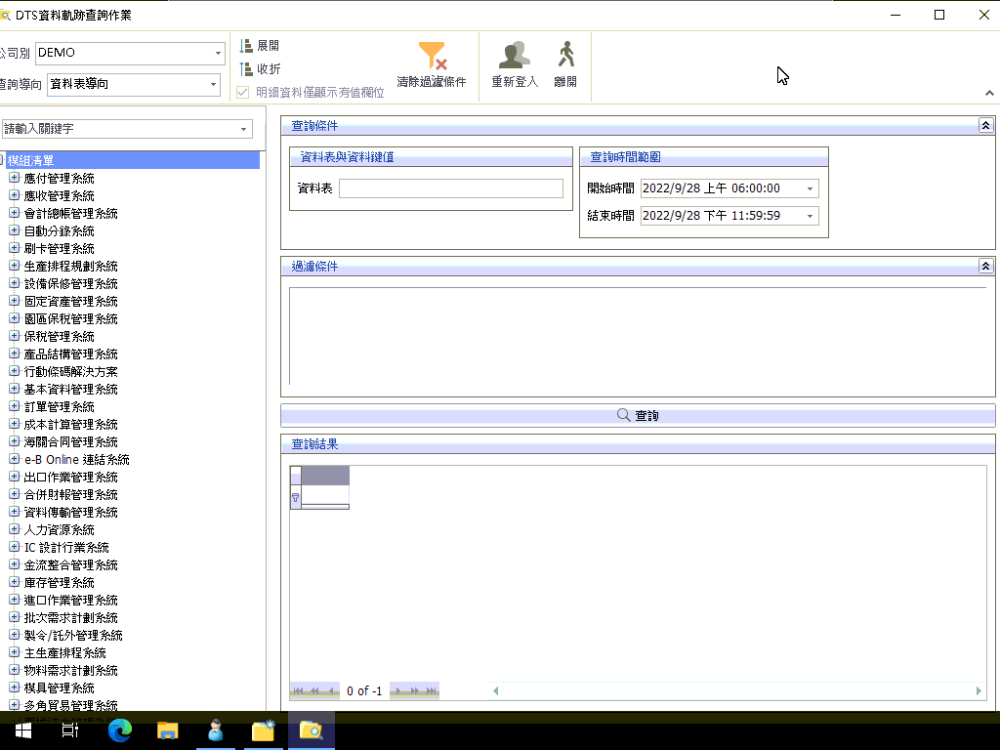 DTS資料軌跡查詢作業
公司別 DEMO
查詢導向 資料表導向
展開
收折
明細資料僅顯示有值欄位
清除過濾條件
重新登入
離開
請輸入關鍵字
模組清單
應付管理系統
應收管理系統
會計總帳管理系統
自動分錄系統
刷卡管理系統
生產排程規劃系統
設備保修管理系統
固定資產管理系統
園區保稅管理系統
保稅管理系統
產品結構管理系統
行動條碼解決方案
基本資料管理系統
訂單管理系統
成本計算管理系統
海關合同管理系統
e-B Online 連結系統
出口作業管理系統
合併財報管理系統
資料傳輸管理系統
人力資源系統
IC 設計行業系統
金流整合管理系統
庫存管理系統
進口作業管理系統
批次需求計劃系統
製令/託外管理系統
主生產排程系統
物料需求計劃系統
模具管理系統
多角貿易管理系統
查詢條件
資料表與資料鍵值
資料表
查詢時間範圍
開始時間 2022/9/28 上午 06:00:00
結束時間 2022/9/28 下午 11:59:59
過濾條件
查詢
查詢結果
0 of -1